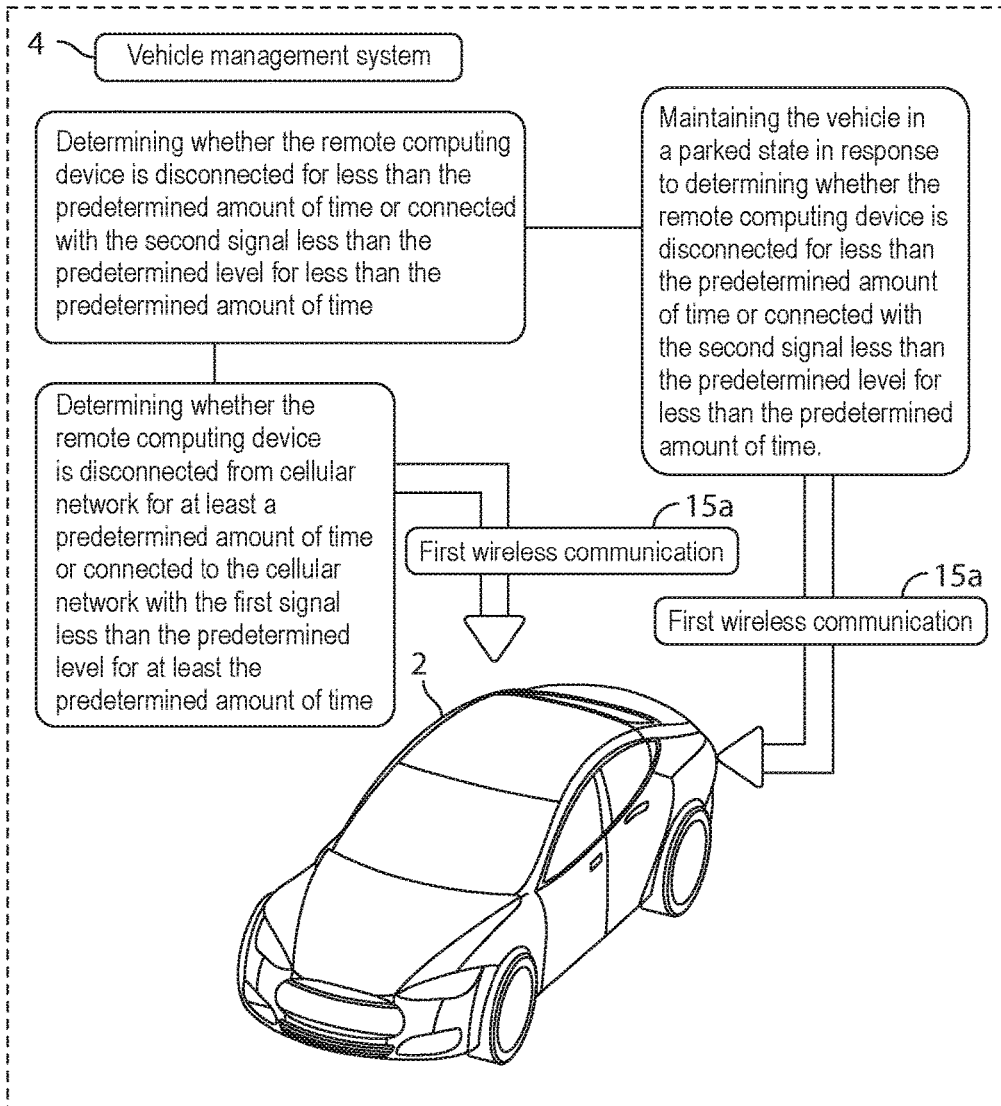 4
Vehicle management system
Determining whether the remote computing
device is disconnected for less than the
predetermined amount of time or connected
with the second signal less than the
predetermined level for less than the
predetermined amount of time
Maintaining the vehicle in
a parked state in response
to determining whether the
remote computing device is
disconnected for less than
the predetermined amount
of time or connected with
the second signal less than
the predetermined level for
less than the predetermined
amount of time.
Determining whether the
remote computing device
is disconnected from cellular
network for at least a
predetermined amount of time
or connected to the cellular
network with the first signal
less than the predetermined
level for at least the
predetermined amount of time
15a
First wireless communication
15a
First wireless communication
2